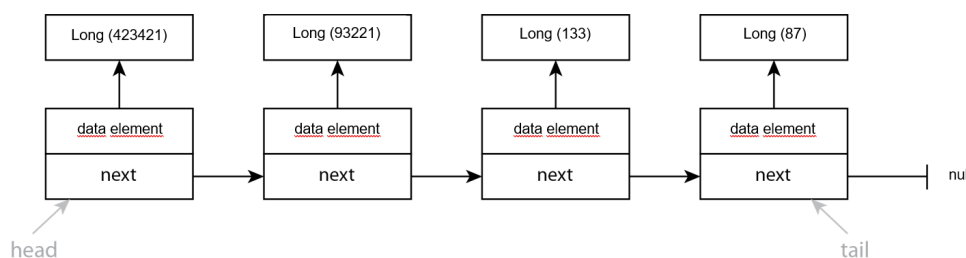 Long (423421) Long (93221) Long (133) Long (87)
data element data element data element data element
next next next next nul
head tail